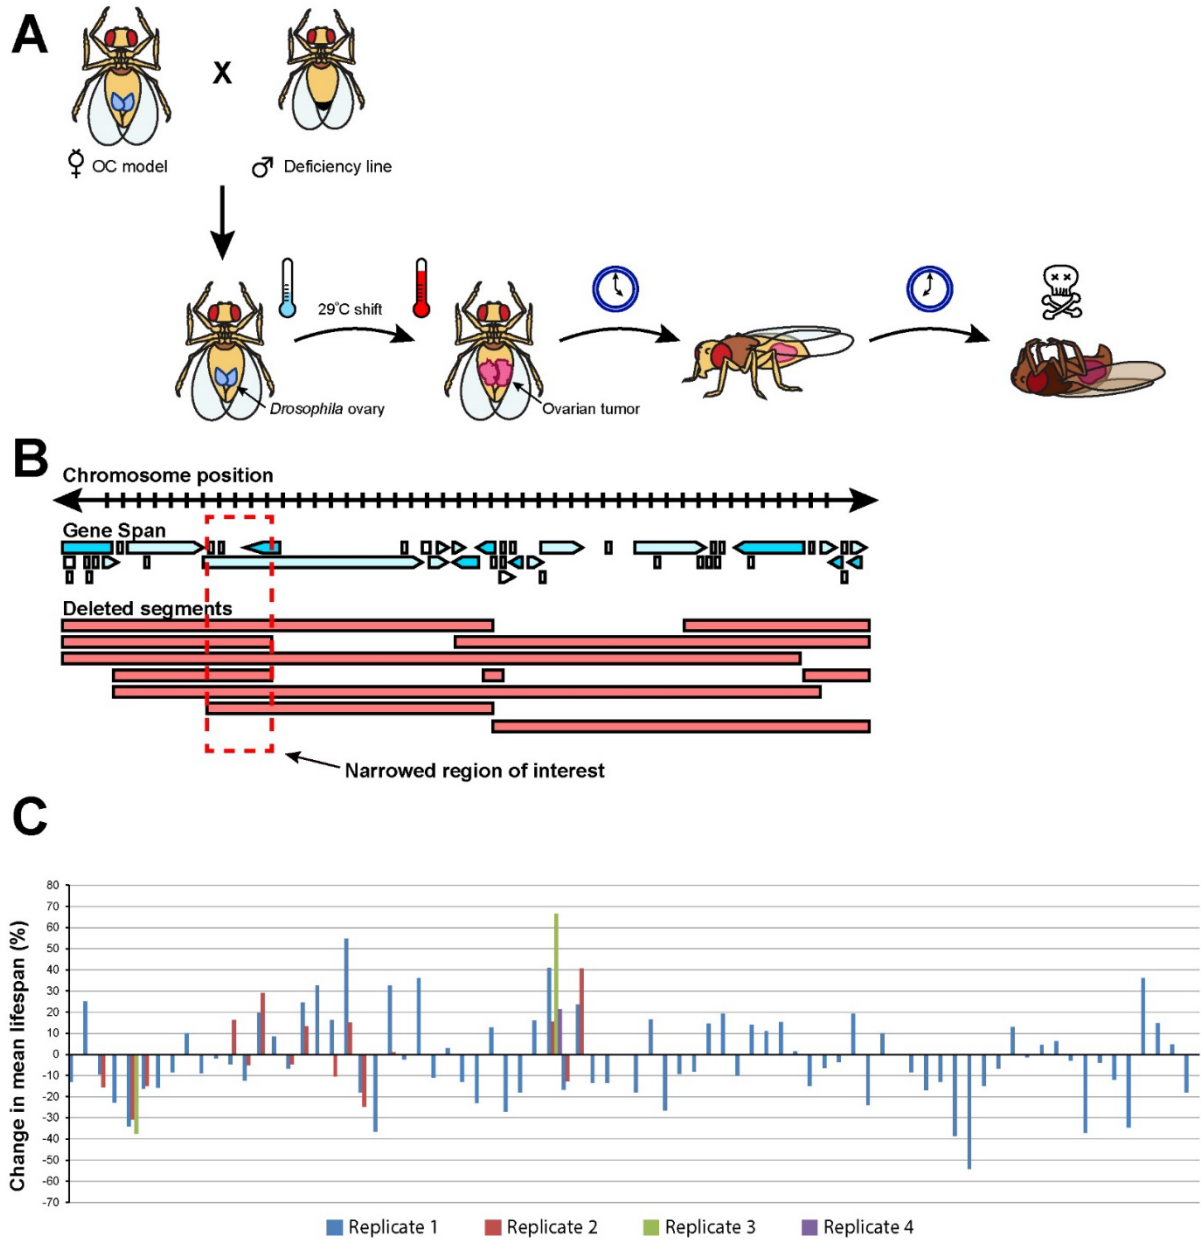 A
X
☿ OC model
♂ Deficiency line
29°C shift
Drosophila ovary
Ovarian tumor
B
Chromosome position
Gene Span
Deleted segments
Narrowed region of interest
C
Change in mean lifespan (%)
80
70
60
50
40
30
20
10
0
-10
-20
-30
-40
-50
-60
-70
Replicate 1
Replicate 2
Replicate 3
Replicate 4